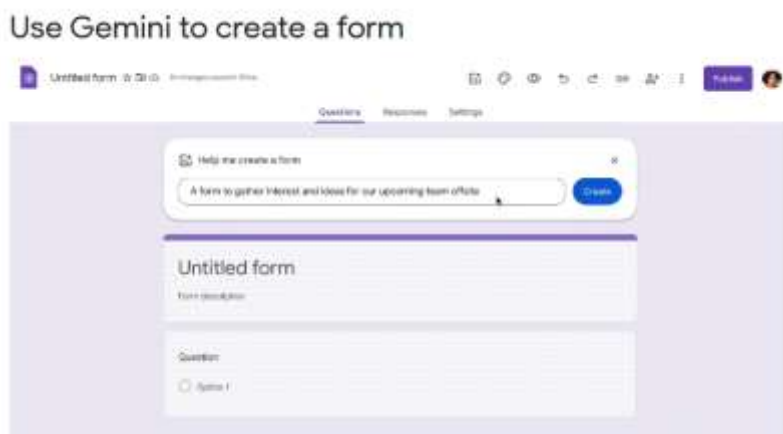 Use Gemini to create a form
Untitled form
Publish
Questions Responses Settings
Help me create a form
A form to gather interest and ideas for our upcoming team offsite
Create
Untitled form
Form description
Question
Option 1